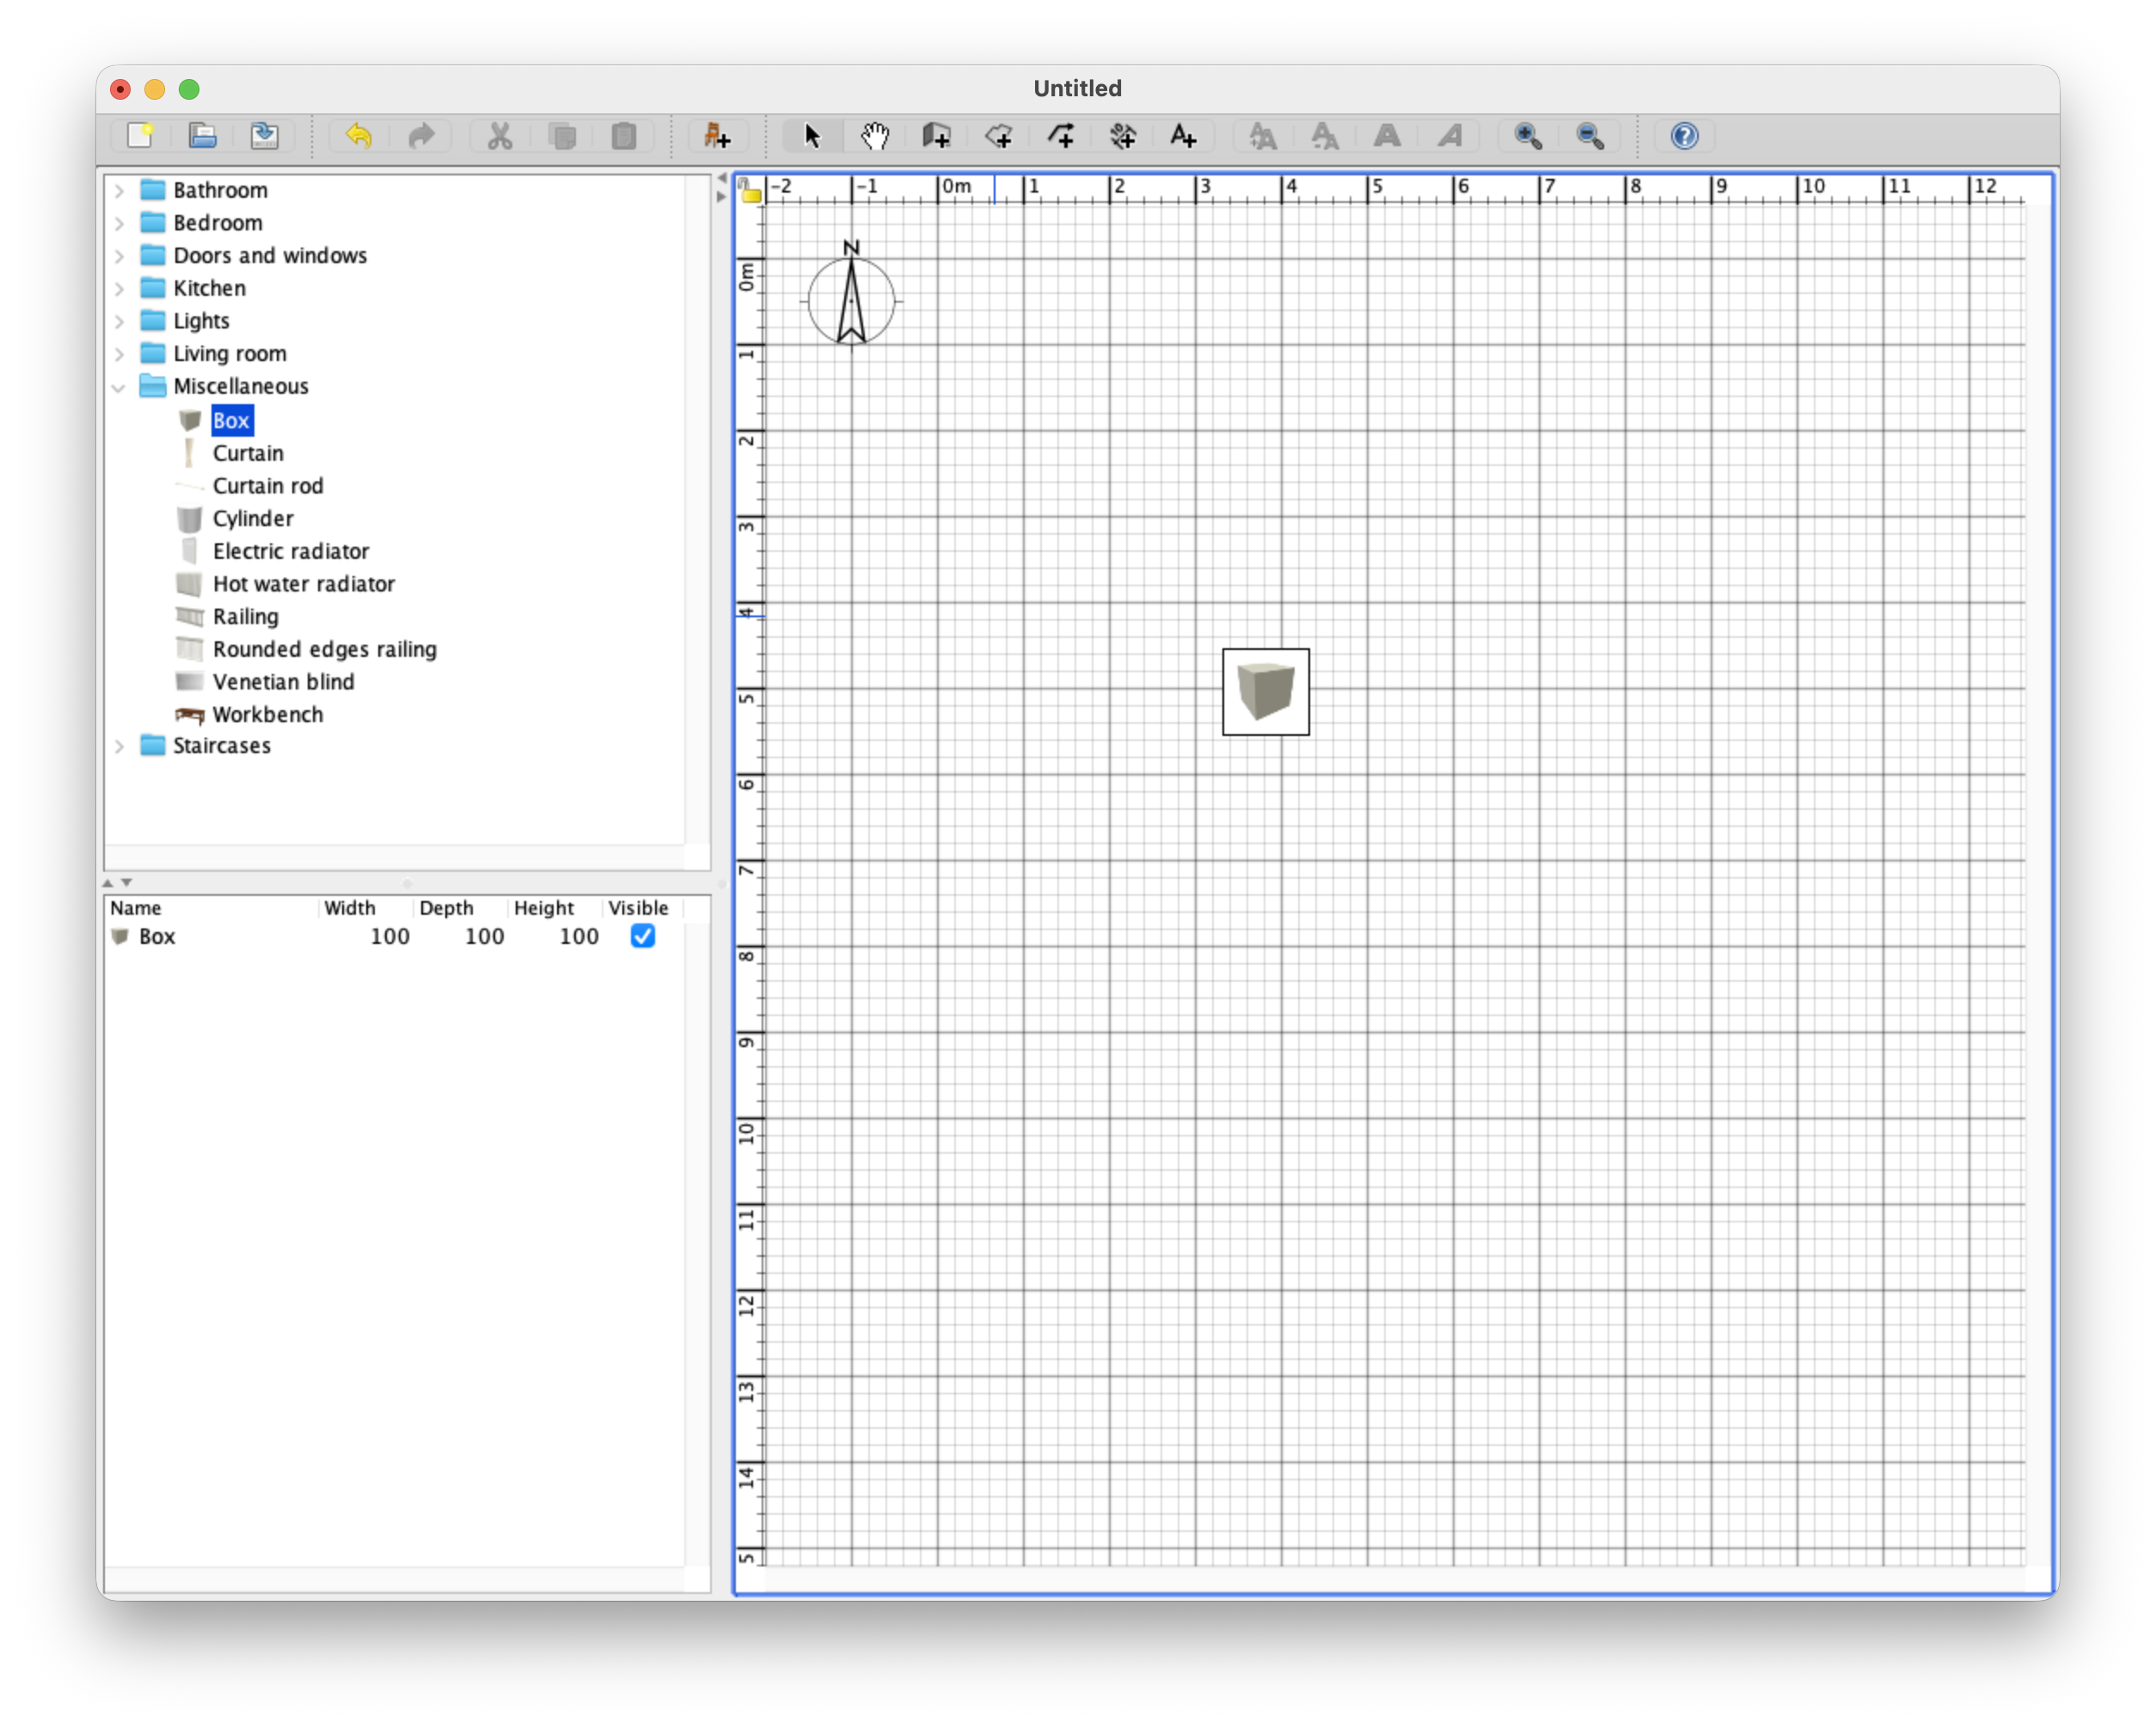 Untitled
Bathroom
Bedroom
Doors and windows
Kitchen
Lights
Living room
Miscellaneous
Box
Curtain
Curtain rod
Cylinder
Electric radiator
Hot water radiator
Railing
Rounded edges railing
Venetian blind
Workbench
Staircases
Name Width Depth Height Visible
Box 100 100 100
-2 -1 0m 1 2 3 4 5 6 7 8 9 10 11 12
N
0m
1
2
3
4
5
6
7
8
9
10
11
12
13
14
5